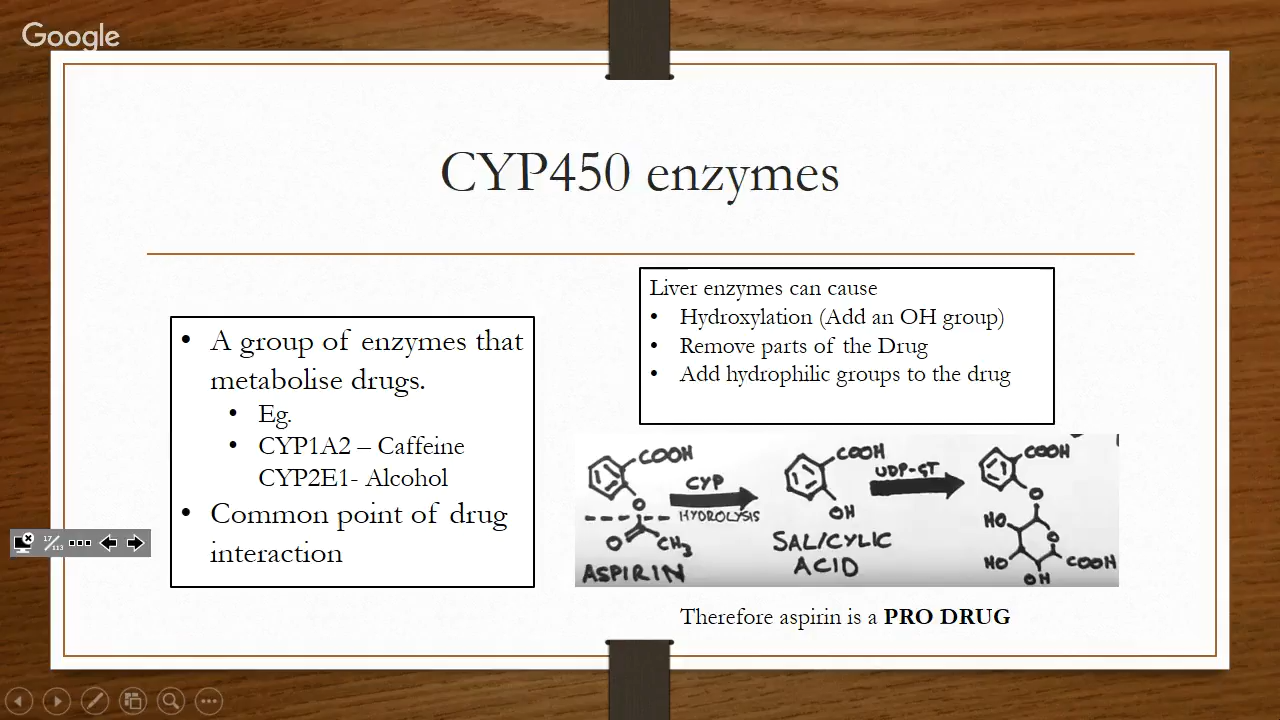 Google
CYP450 enzymes
• A group of enzymes that
metabolise drugs.
• Eg.
• CYP1A2 – Caffeine
CYP2E1- Alcohol
• Common point of drug
interaction
Liver enzymes can cause
• Hydroxylation (Add an OH group)
• Remove parts of the Drug
• Add hydrophilic groups to the drug
COOH
O
O
CH3
ASPIRIN
CYP
HYDROLYSIS
COOH
OH
SALICYLIC
ACID
UDP-GT
COOH
O
HO
O
HO
OH
COOH
Therefore aspirin is a PRO DRUG
17/113